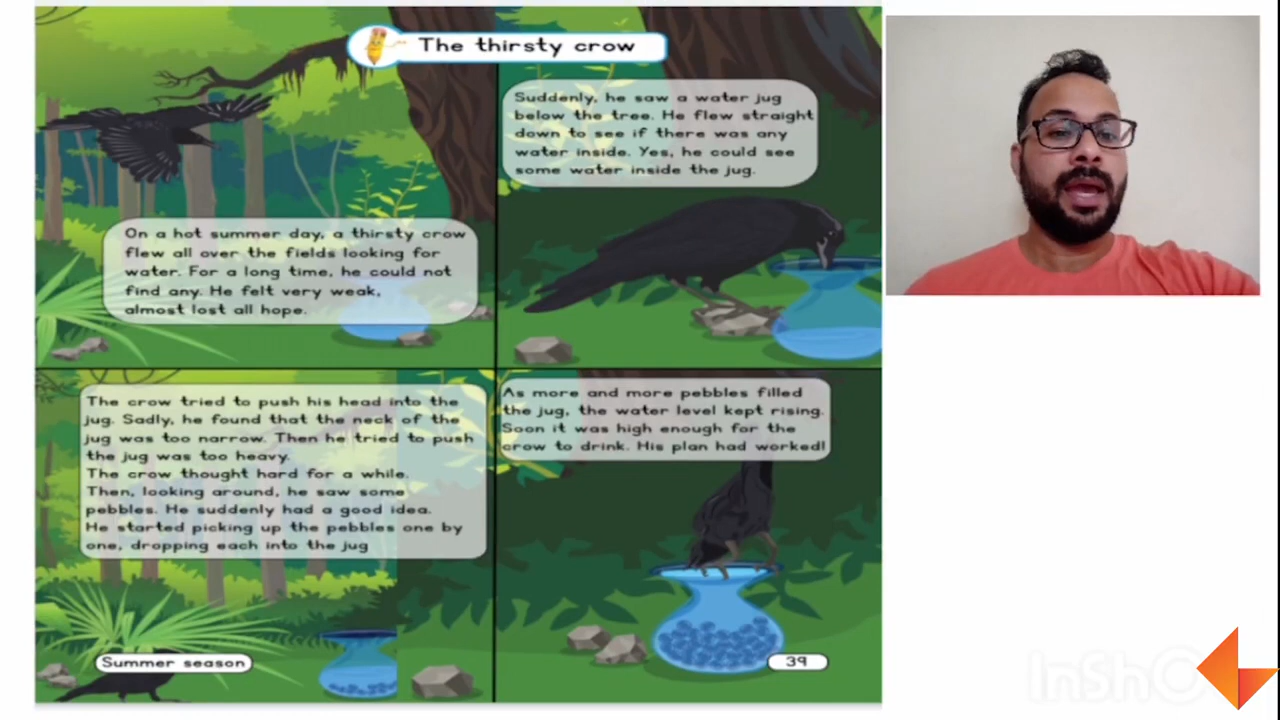 The thirsty crow
On a hot summer day, a thirsty crow
flew all over the fields looking for
water. For a long time, he could not
find any. He felt very weak,
almost lost all hope.
Suddenly, he saw a water jug
below the tree. He flew straight
down to see if there was any
water inside. Yes, he could see
some water inside the jug.
The crow tried to push his head into the
jug. Sadly, he found that the neck of the
jug was too narrow. Then he tried to push
the jug was too heavy.
The crow thought hard for a while.
Then, looking around, he saw some
pebbles. He suddenly had a good idea.
He started picking up the pebbles one by
one, dropping each into the jug
As more and more pebbles filled
the jug, the water level kept rising.
Soon it was high enough for the
crow to drink. His plan had worked!
Summer season
39
InShO